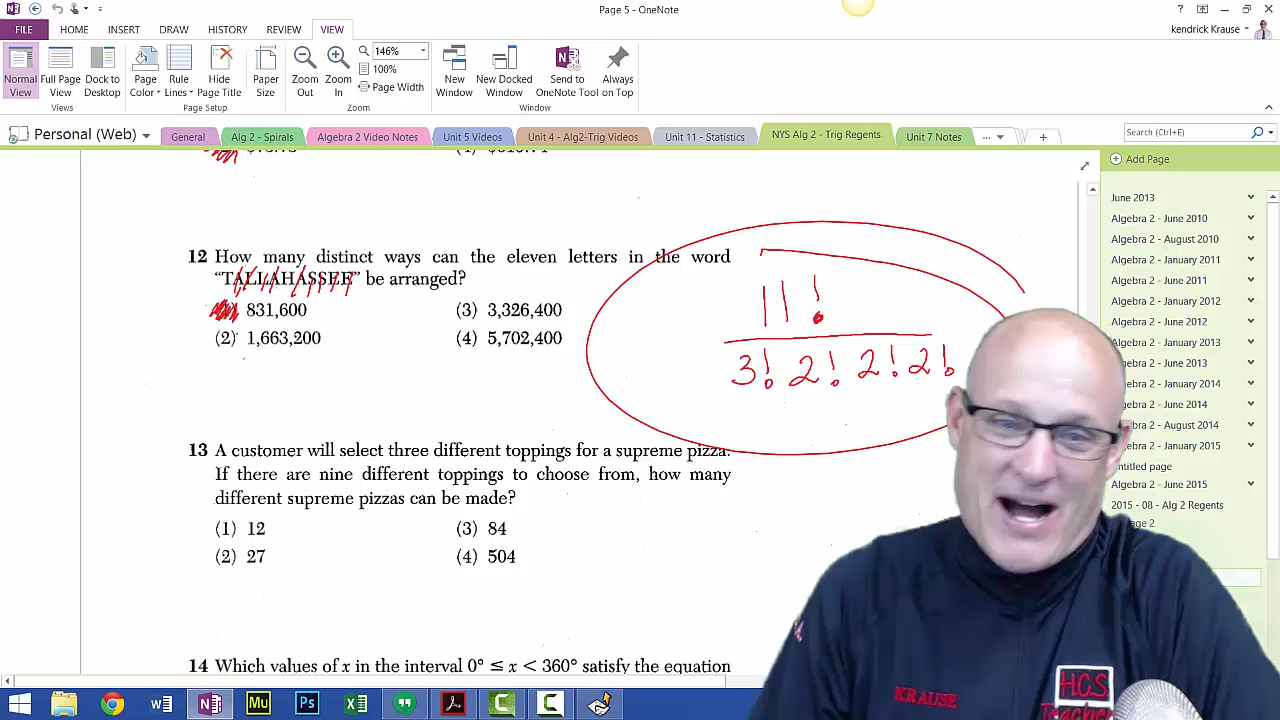 Page 5 - OneNote
FILE HOME INSERT DRAW HISTORY REVIEW VIEW
kendrick Krause
Normal View
Full Page View
Dock to Desktop
Page Color
Rule Lines
Hide Page Title
Paper Size
Zoom Out
Zoom In
146%
100%
Page Width
New Window
New Docked Window
Send to OneNote Tool
Always on Top
Views
Page Setup
Zoom
Window
Personal (Web)
General
Alg 2 - Spirals
Algebra 2 Video Notes
Unit 5 Videos
Unit 4 - Alg2-Trig Videos
Unit 11 - Statistics
NYS Alg 2 - Trig Regents
Unit 7 Notes
...
Search (Ctrl+E)
12 How many distinct ways can the eleven letters in the word
“TALLAHASSEE” be arranged?
831,600
(3) 3,326,400
(2) 1,663,200
(4) 5,702,400
11!
3! 2! 2! 2!
13 A customer will select three different toppings for a supreme pizza.
If there are nine different toppings to choose from, how many
different supreme pizzas can be made?
(1) 12
(3) 84
(2) 27
(4) 504
14 Which values of x in the interval 0° ≤ x < 360° satisfy the equation
Add Page
June 2013
Algebra 2 - June 2010
Algebra 2 - August 2010
Algebra 2 - January 2011
Algebra 2 - June 2011
Algebra 2 - January 2012
Algebra 2 - June 2012
2 - January 2013
2 - June 2013
2 - January 2014
2 - June 2014
2 - August 2014
2 - January 2015
ntitled page
Algebra 2 - June 2015
2015 - 08 - Alg 2 Regents
Page 2
KRAUSE
H.C.S
Teacher
W
N
Mu
Ps
X